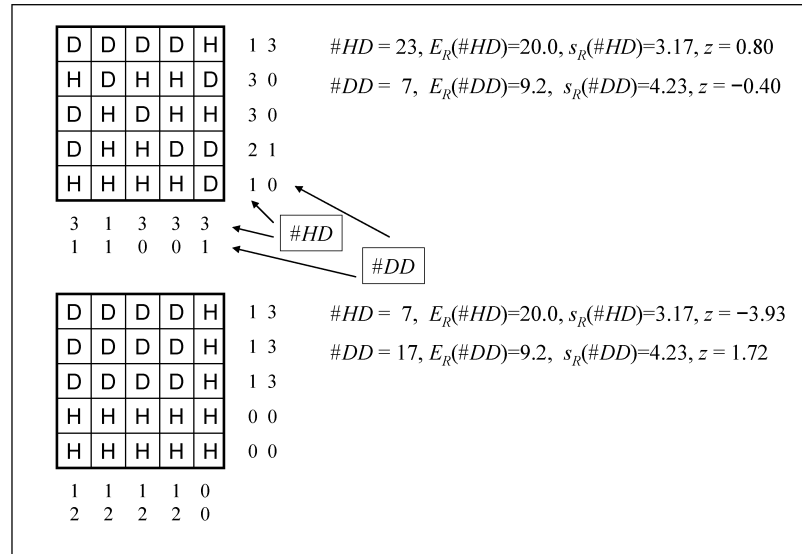 D D D D H 1 3 #HD = 23, E_R(#HD)=20.0, s_R(#HD)=3.17, z = 0.80
H D H H D 3 0 #DD = 7, E_R(#DD)=9.2, s_R(#DD)=4.23, z = −0.40
D H D H H 3 0
D H H D D 2 1
H H H H D 1 0
3 1 3 3 3 #HD
1 1 0 0 1 #DD
D D D D H 1 3 #HD = 7, E_R(#HD)=20.0, s_R(#HD)=3.17, z = −3.93
D D D D H 1 3 #DD = 17, E_R(#DD)=9.2, s_R(#DD)=4.23, z = 1.72
D D D D H 1 3
H H H H H 0 0
H H H H H 0 0
1 1 1 1 0
2 2 2 2 0